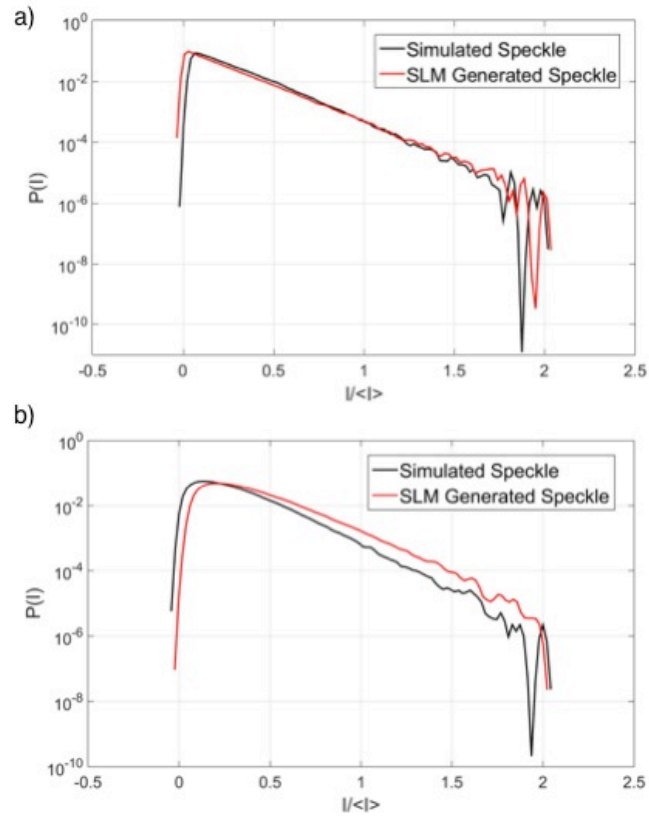 a)
10^0
Simulated Speckle
SLM Generated Speckle
10^-2
10^-4
P(I)
10^-6
10^-8
10^-10
-0.5 0 0.5 1 1.5 2 2.5
I/<I>
b)
10^0
Simulated Speckle
SLM Generated Speckle
10^-2
10^-4
P(I)
10^-6
10^-8
10^-10
-0.5 0 0.5 1 1.5 2 2.5
I/<I>